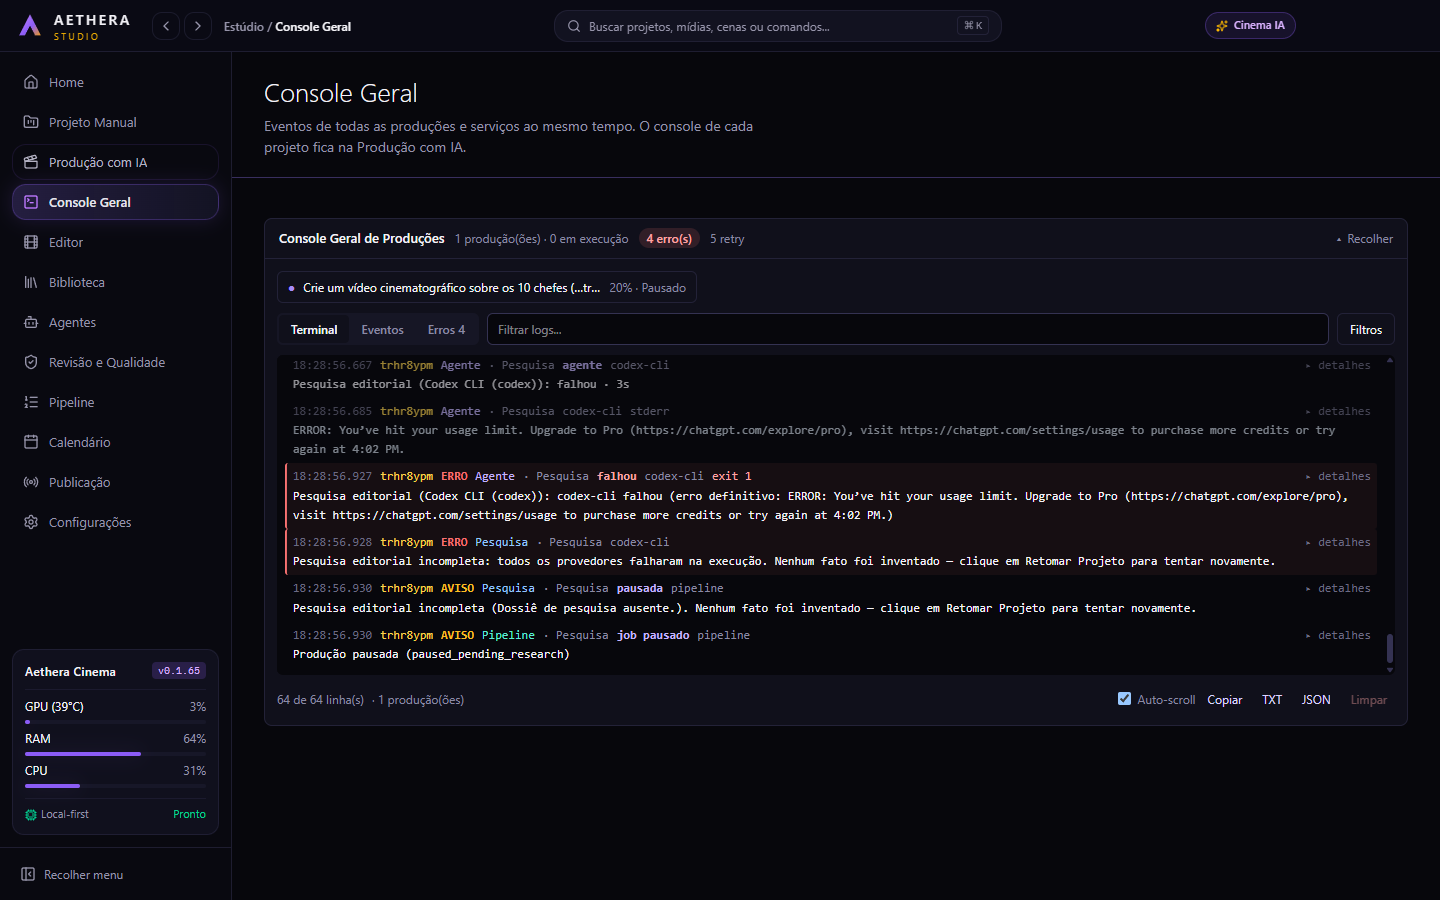 AETHERA
STUDIO
Estúdio / Console Geral
Buscar projetos, mídias, cenas ou comandos...
⌘K
Cinema IA
Home
Projeto Manual
Produção com IA
Console Geral
Editor
Biblioteca
Agentes
Revisão e Qualidade
Pipeline
Calendário
Publicação
Configurações
Aethera Cinema v0.1.65
GPU (39°C) 3%
RAM 64%
CPU 31%
Local-first Pronto
Recolher menu
Console Geral
Eventos de todas as produções e serviços ao mesmo tempo. O console de cada
projeto fica na Produção com IA.
Console Geral de Produções 1 produção(ões) · 0 em execução 4 erro(s) 5 retry Recolher
Crie um vídeo cinematográfico sobre os 10 chefes (...tr... 20% · Pausado
Terminal Eventos Erros 4 Filtrar logs... Filtros
18:28:56.667 trhr8ypm Agente · Pesquisa agente codex-cli detalhes
Pesquisa editorial (Codex CLI (codex)): falhou · 3s
18:28:56.685 trhr8ypm Agente · Pesquisa codex-cli stderr detalhes
ERROR: You’ve hit your usage limit. Upgrade to Pro (https://chatgpt.com/explore/pro), visit https://chatgpt.com/settings/usage to purchase more credits or try
again at 4:02 PM.
18:28:56.927 trhr8ypm ERRO Agente · Pesquisa falhou codex-cli exit 1 detalhes
Pesquisa editorial (Codex CLI (codex)): codex-cli falhou (erro definitivo: ERROR: You’ve hit your usage limit. Upgrade to Pro (https://chatgpt.com/explore/pro),
visit https://chatgpt.com/settings/usage to purchase more credits or try again at 4:02 PM.)
18:28:56.928 trhr8ypm ERRO Pesquisa · Pesquisa codex-cli detalhes
Pesquisa editorial incompleta: todos os provedores falharam na execução. Nenhum fato foi inventado — clique em Retomar Projeto para tentar novamente.
18:28:56.930 trhr8ypm AVISO Pesquisa · Pesquisa pausada pipeline detalhes
Pesquisa editorial incompleta (Dossiê de pesquisa ausente.). Nenhum fato foi inventado — clique em Retomar Projeto para tentar novamente.
18:28:56.930 trhr8ypm AVISO Pipeline · Pesquisa job pausado pipeline detalhes
Produção pausada (paused_pending_research)
64 de 64 linha(s) · 1 produção(ões) Auto-scroll Copiar TXT JSON Limpar